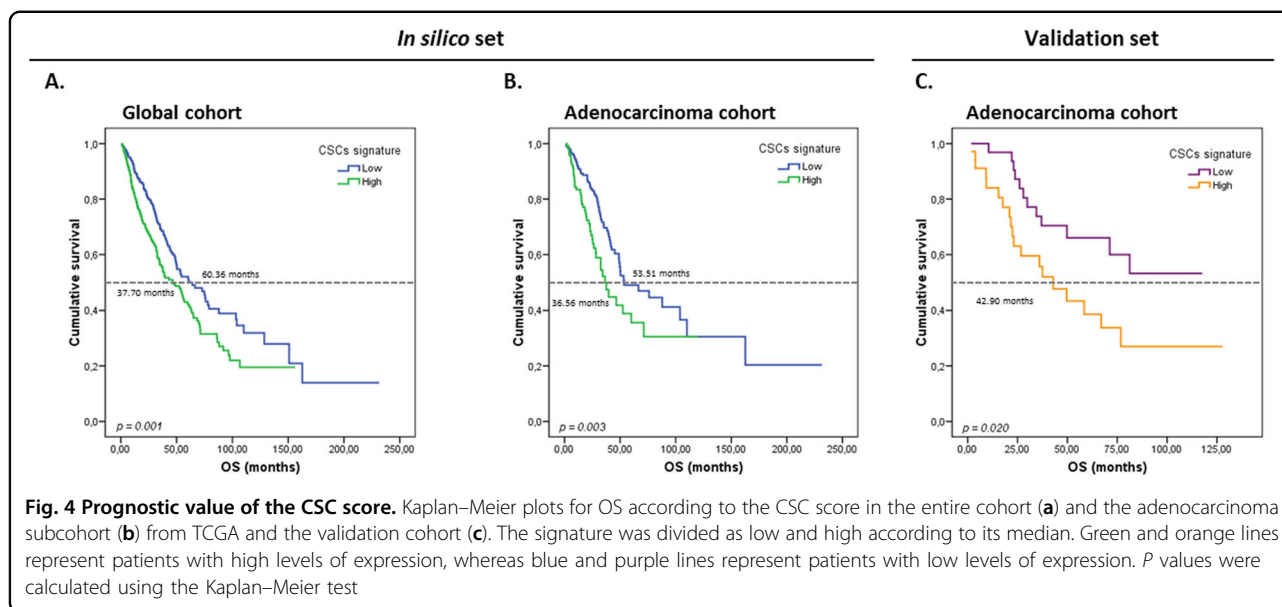 In silico set
Validation set
A.
Global cohort
CSCs signature
Low
High
Cumulative survival
1,0
0,8
0,6
0,4
0,2
0,0
60.36 months
37.70 months
p = 0.001
0,00 50,00 100,00 150,00 200,00 250,00
OS (months)
B.
Adenocarcinoma cohort
CSCs signature
Low
High
Cumulative survival
1,0
0,8
0,6
0,4
0,2
0,0
53.51 months
36.56 months
p = 0.003
0,00 50,00 100,00 150,00 200,00 250,00
OS (months)
C.
Adenocarcinoma cohort
CSCs signature
Low
High
Cumulative survival
1,0
0,8
0,6
0,4
0,2
0,0
42.90 months
p = 0.020
0,00 25,00 50,00 75,00 100,00 125,00
OS (months)
Fig. 4 Prognostic value of the CSC score. Kaplan–Meier plots for OS according to the CSC score in the entire cohort (a) and the adenocarcinoma
subcohort (b) from TCGA and the validation cohort (c). The signature was divided as low and high according to its median. Green and orange lines
represent patients with high levels of expression, whereas blue and purple lines represent patients with low levels of expression. P values were
calculated using the Kaplan–Meier test